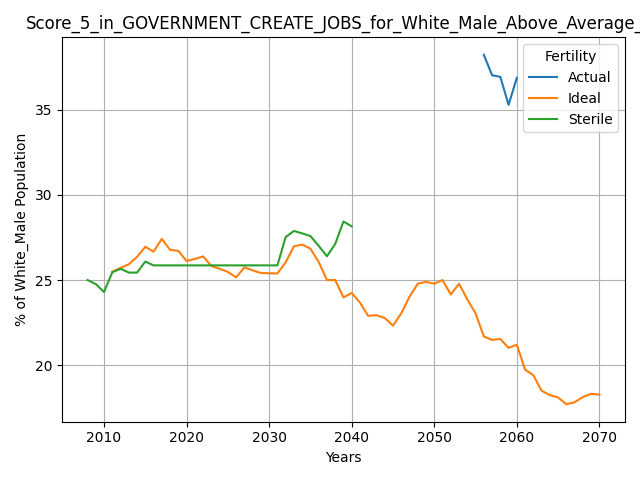 Score_5_in_GOVERNMENT_CREATE_JOBS_for_White_Male_Above_Average_
Fertility
Actual
Ideal
Sterile
35
30
25
20
% of White_Male Population
2010 2020 2030 2040 2050 2060 2070
Years